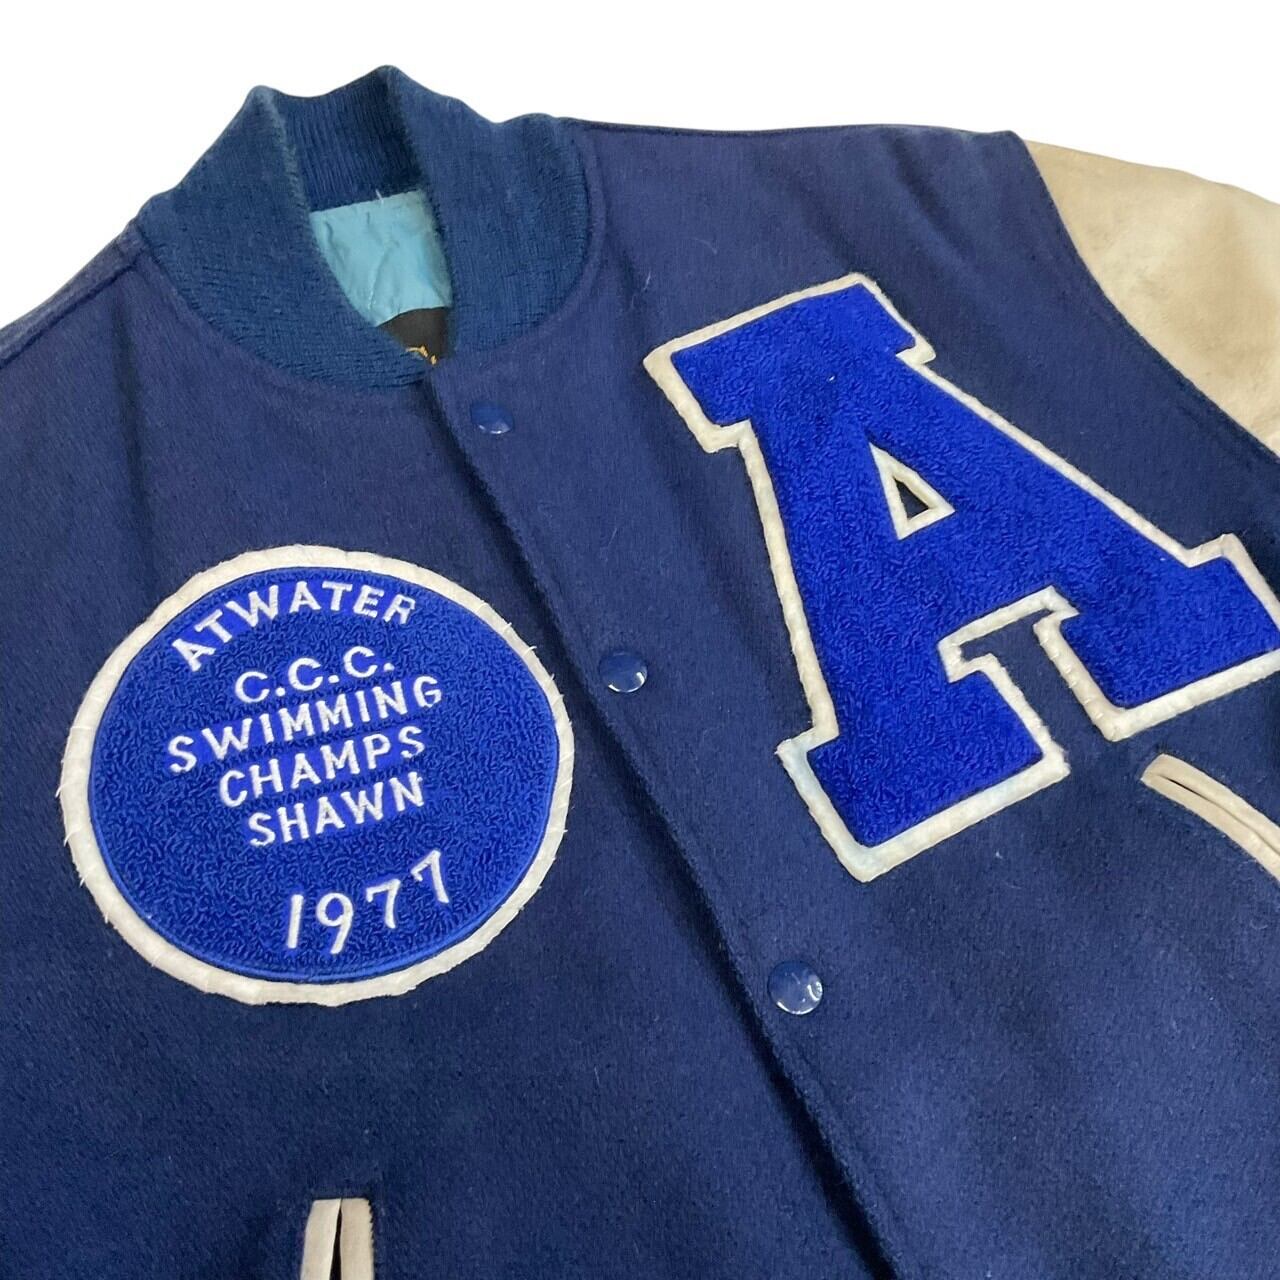 ATWATER
C.C.C.
SWIMMING
CHAMPS
SHAWN
1977
A